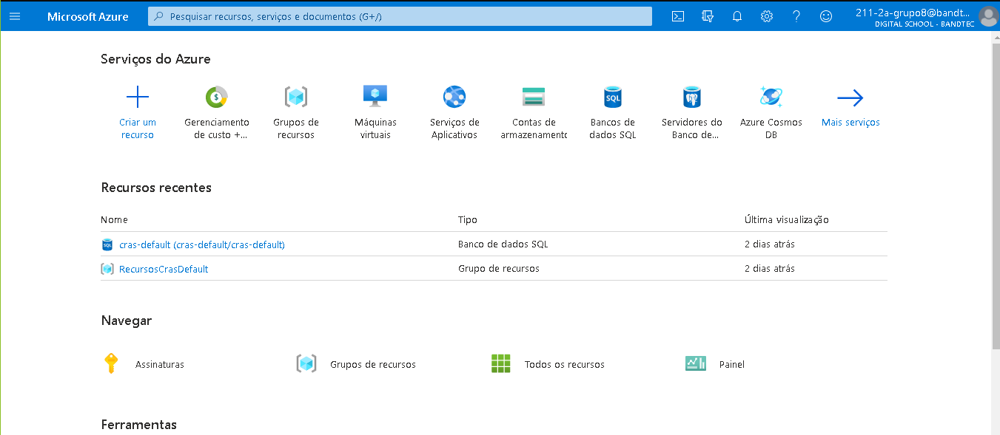 Microsoft Azure
Pesquisar recursos, serviços e documentos (G+/)
211-2a-grupo8@bandt...
DIGITAL SCHOOL - BANDTEC
Serviços do Azure
Criar um
recurso
Gerenciamento
de custo +...
Grupos de
recursos
Máquinas
virtuais
Serviços de
Aplicativos
Contas de
armazenamento
Bancos de
dados SQL
Servidores do
Banco de...
Azure Cosmos
DB
Mais serviços
Recursos recentes
Nome Tipo Última visualização
SQL cras-default (cras-default/cras-default) Banco de dados SQL 2 dias atrás
RecursosCrasDefault Grupo de recursos 2 dias atrás
Navegar
Assinaturas Grupos de recursos Todos os recursos Painel
Ferramentas